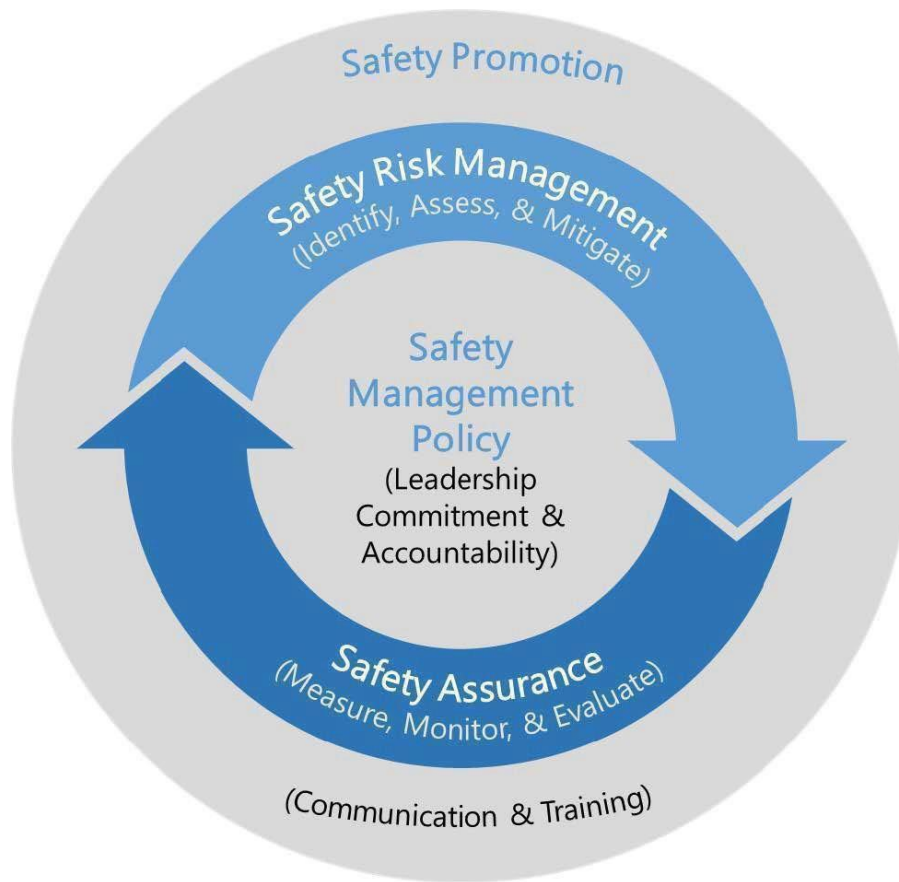 Safety Promotion
Safety Risk Management
(Identify, Assess, & Mitigate)
Safety
Management
Policy
(Leadership
Commitment &
Accountability)
Safety Assurance
(Measure, Monitor, & Evaluate)
(Communication & Training)